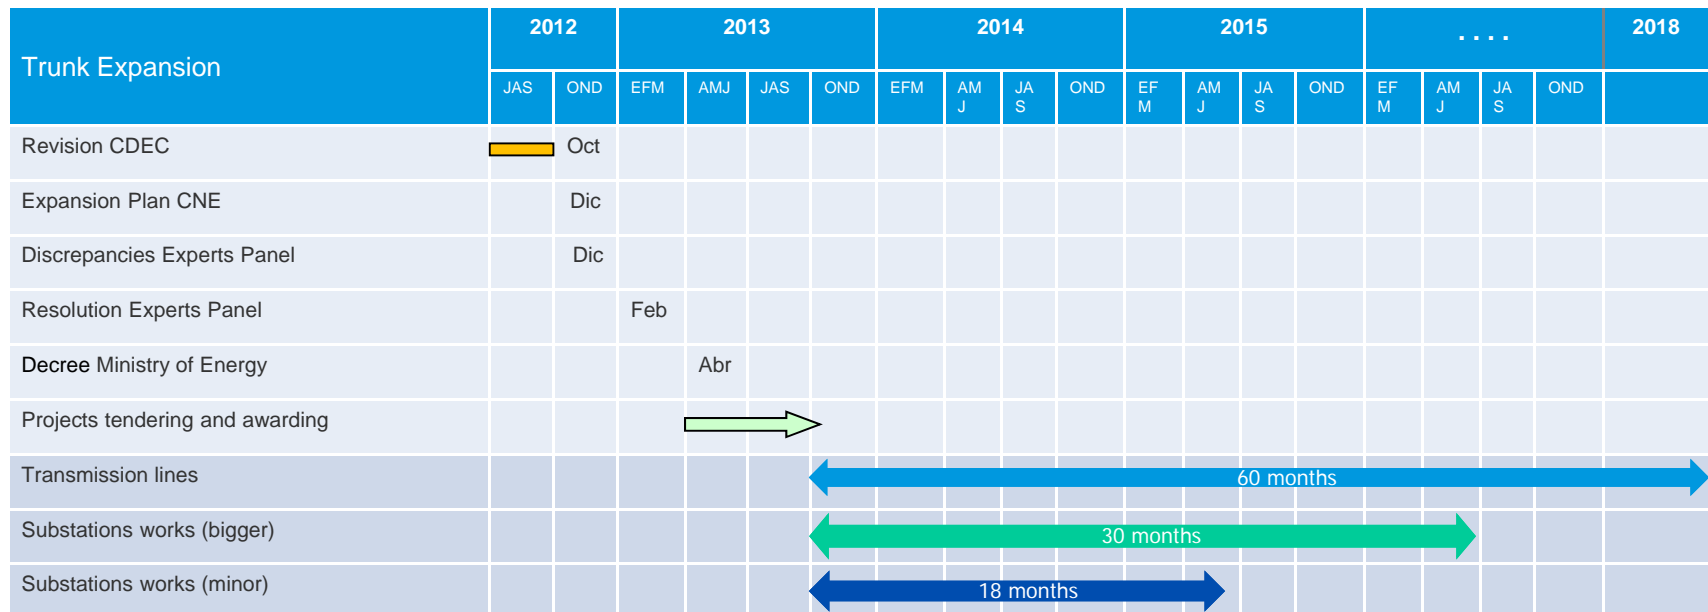 Trunk Expansion
2012 2013 2014 2015 .... 2018
JAS OND EFM AMJ JAS OND EFM AM JA OND EF AM JA OND EF AM JA OND
J S M J S M J S
Revision CDEC Oct
Expansion Plan CNE Dic
Discrepancies Experts Panel Dic
Resolution Experts Panel Feb
Decree Ministry of Energy Abr
Projects tendering and awarding
Transmission lines 60 months
Substations works (bigger) 30 months
Substations works (minor) 18 months